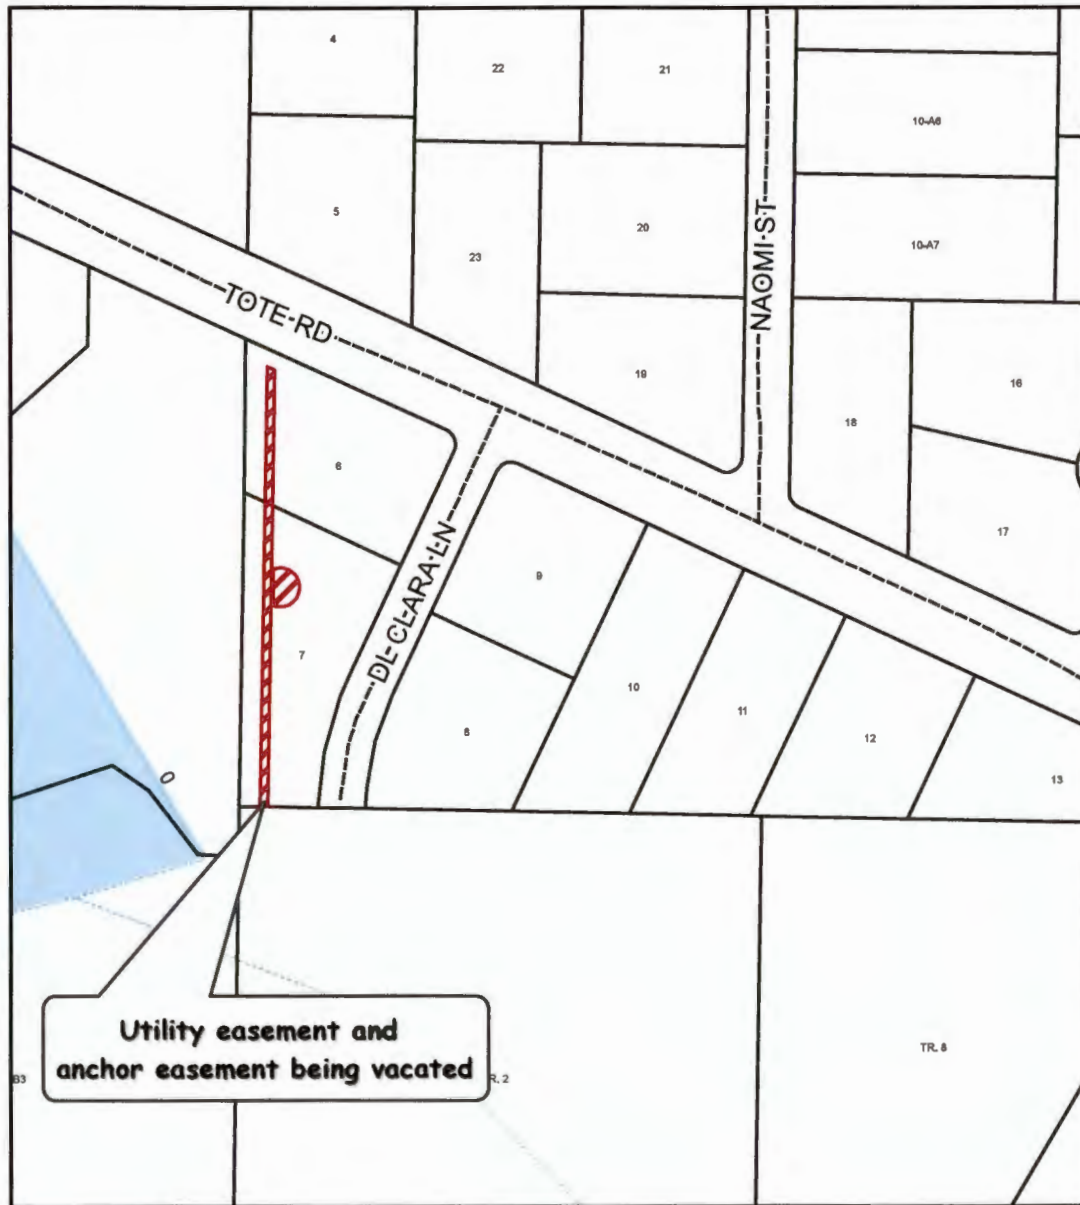 4
22
21
10-A6
5
20
23
10-A7
NAOMI ST
TOTE RD
19
16
18
6
17
9
DL CLARA LN
7
10
11
8
12
13
Utility easement and
anchor easement being vacated
TR. 8
B3
R. 2